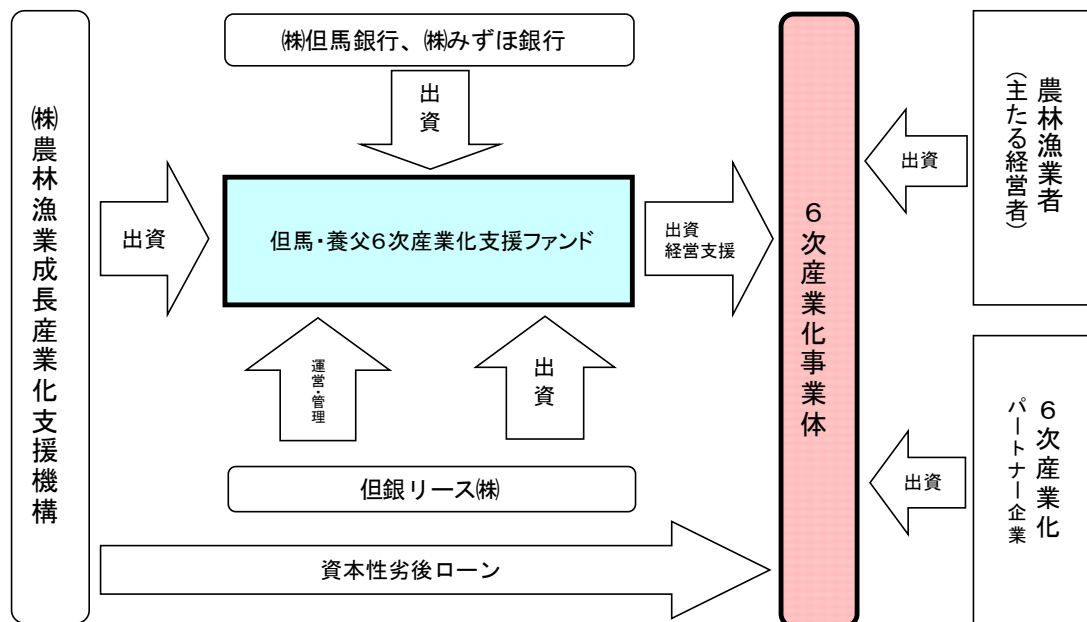 ㈱農林漁業成長産業化支援機構
㈱但馬銀行、㈱みずほ銀行
出資
出資
但馬・養父6次産業化支援ファンド
出資
経営支援
運営・管理
出資
但銀リース㈱
資本性劣後ローン
6次産業化事業体
出資
農林漁業者
(主たる経営者)
出資
6次産業化
パートナー企業